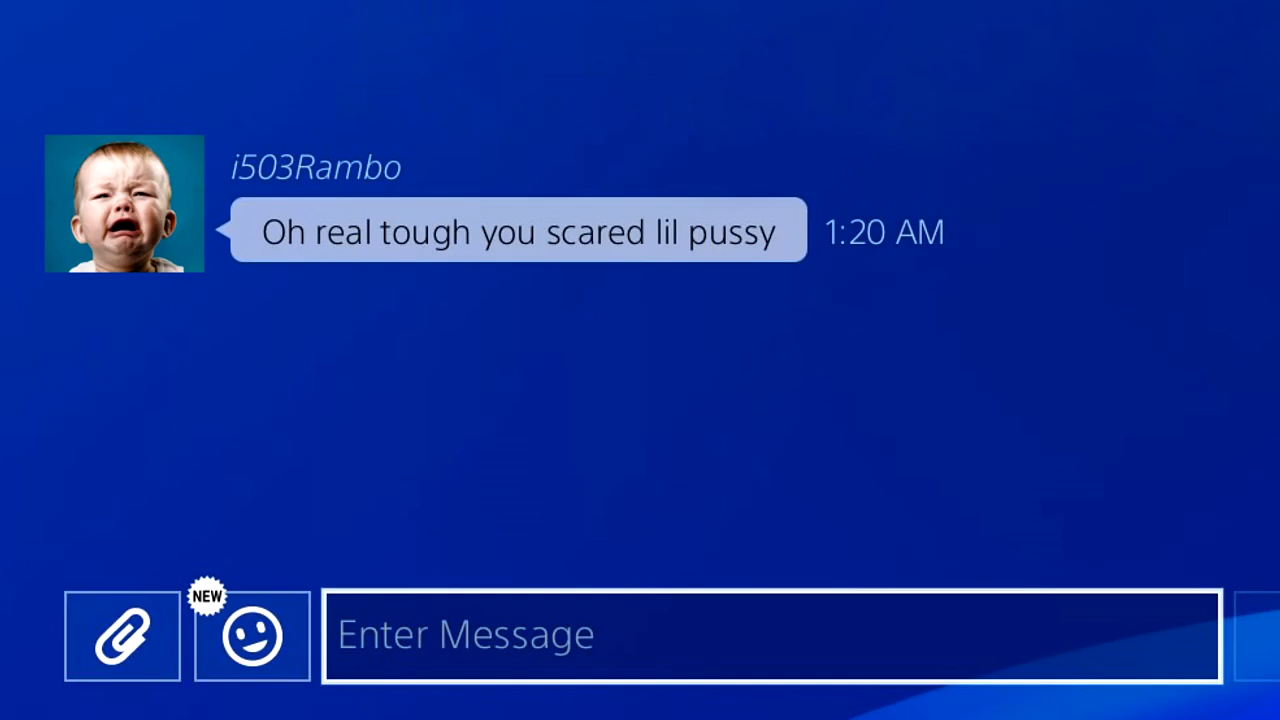 i503Rambo
Oh real tough you scared lil pussy
1:20 AM
NEW
Enter Message